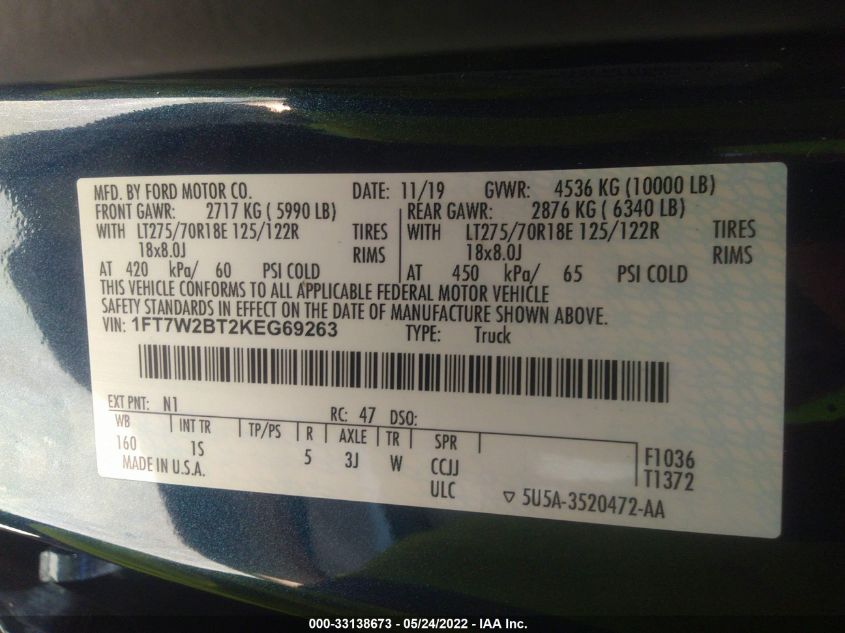 MFD. BY FORD MOTOR CO. DATE: 11/19 GVWR: 4536 KG (10000 LB)
FRONT GAWR: 2717 KG ( 5990 LB) REAR GAWR: 2876 KG ( 6340 LB)
WITH LT275/70R18E 125/122R TIRES WITH LT275/70R18E 125/122R TIRES
18x8.0J RIMS 18x8.0J RIMS
AT 420 kPa/ 60 PSI COLD AT 450 kPa/ 65 PSI COLD
THIS VEHICLE CONFORMS TO ALL APPLICABLE FEDERAL MOTOR VEHICLE
SAFETY STANDARDS IN EFFECT ON THE DATE OF MANUFACTURE SHOWN ABOVE.
VIN: 1FT7W2BT2KEG69263 TYPE: Truck
EXT PNT: N1 RC: 47 DSO:
WB INT TR TP/PS R AXLE TR SPR
160 1S 5 3J W CCJJ F1036
MADE IN U.S.A. ULC T1372
▽ 5U5A-3520472-AA
000-33138673 - 05/24/2022 - IAA Inc.